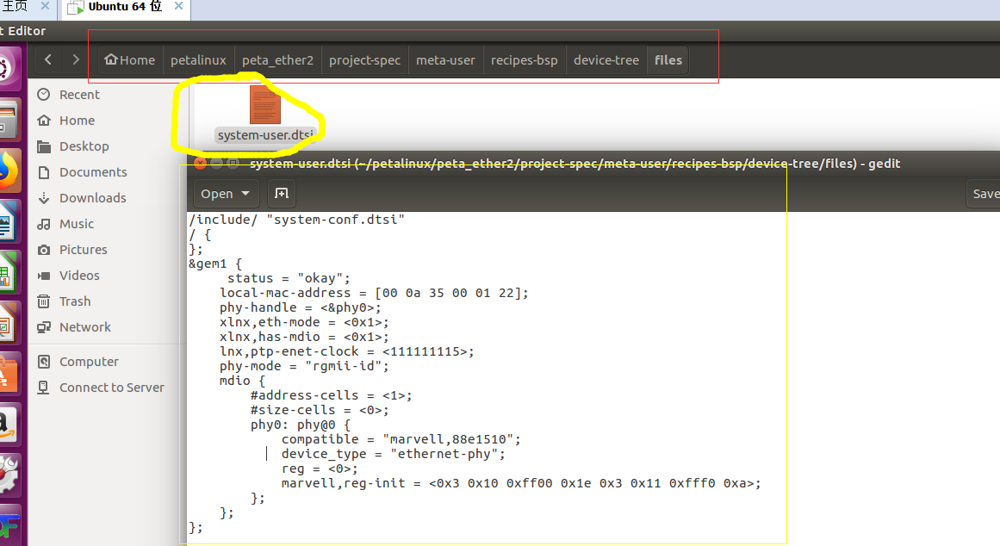 主页
Ubuntu 64 位
t Editor
Home petalinux peta_ether2 project-spec meta-user recipes-bsp device-tree files
Recent
Home
Desktop
Documents
Downloads
Music
Pictures
Videos
Trash
Network
Computer
Connect to Server
system-user.dtsi
system-user.dtsi (~/petalinux/peta_ether2/project-spec/meta-user/recipes-bsp/device-tree/files) - gedit
Open
Save
/include/ "system-conf.dtsi"
/ {
};
&gem1 {
status = "okay";
local-mac-address = [00 0a 35 00 01 22];
phy-handle = <&phy0>;
xlnx,eth-mode = <0x1>;
xlnx,has-mdio = <0x1>;
lnx,ptp-enet-clock = <111111115>;
phy-mode = "rgmii-id";
mdio {
#address-cells = <1>;
#size-cells = <0>;
phy0: phy@0 {
compatible = "marvell,88e1510";
device_type = "ethernet-phy";
reg = <0>;
marvell,reg-init = <0x3 0x10 0xff00 0x1e 0x3 0x11 0xfff0 0xa>;
};
};
};